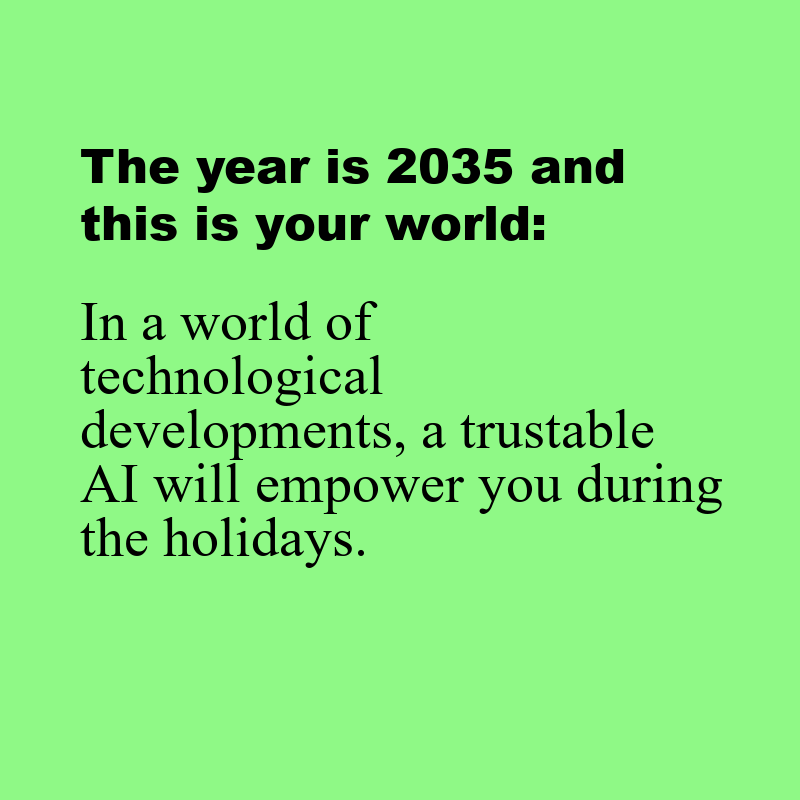 The year is 2035 and
this is your world:
In a world of
technological
developments, a trustable
AI will empower you during
the holidays.